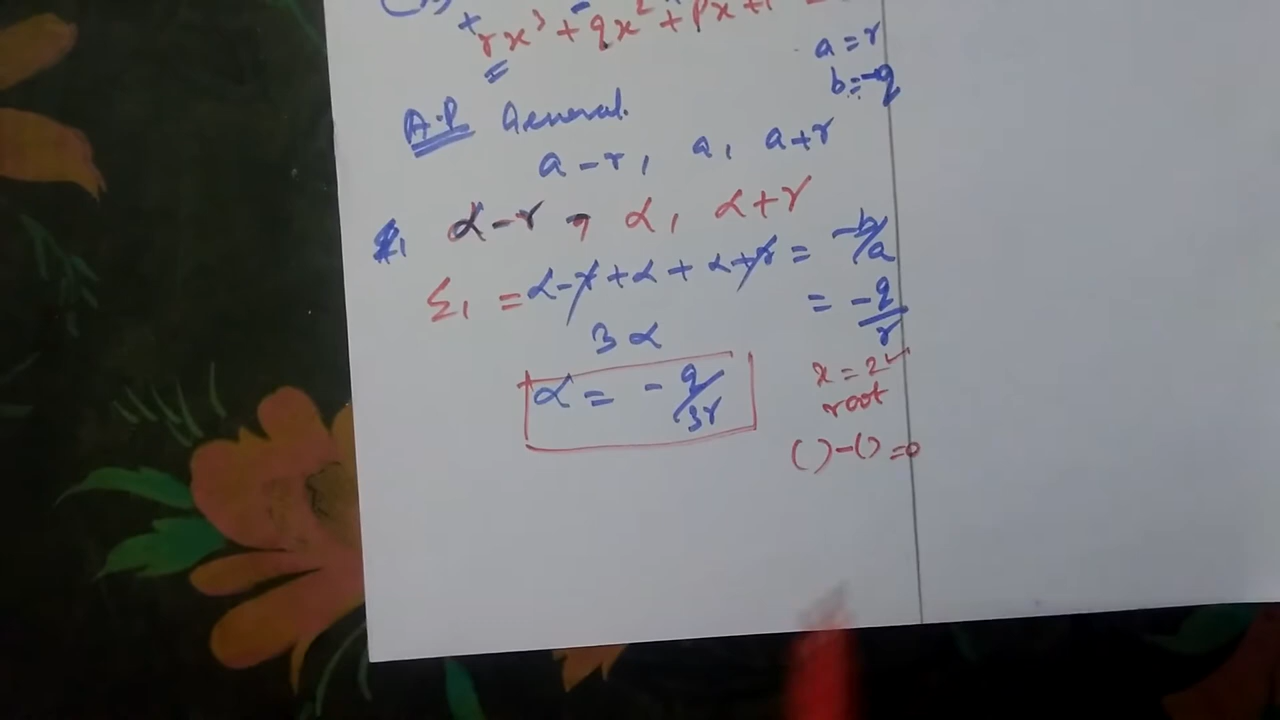 rx³ + qx² + px + 1
a = r
b = -q
A.P General.
a - r, a, a + r
α - r, α, α + r
Σ₁ = α - r + α + α + r = -b/a
3α = -q/r
α = -q/3r
x = 2 ✓
root
( ) - ( ) = 0